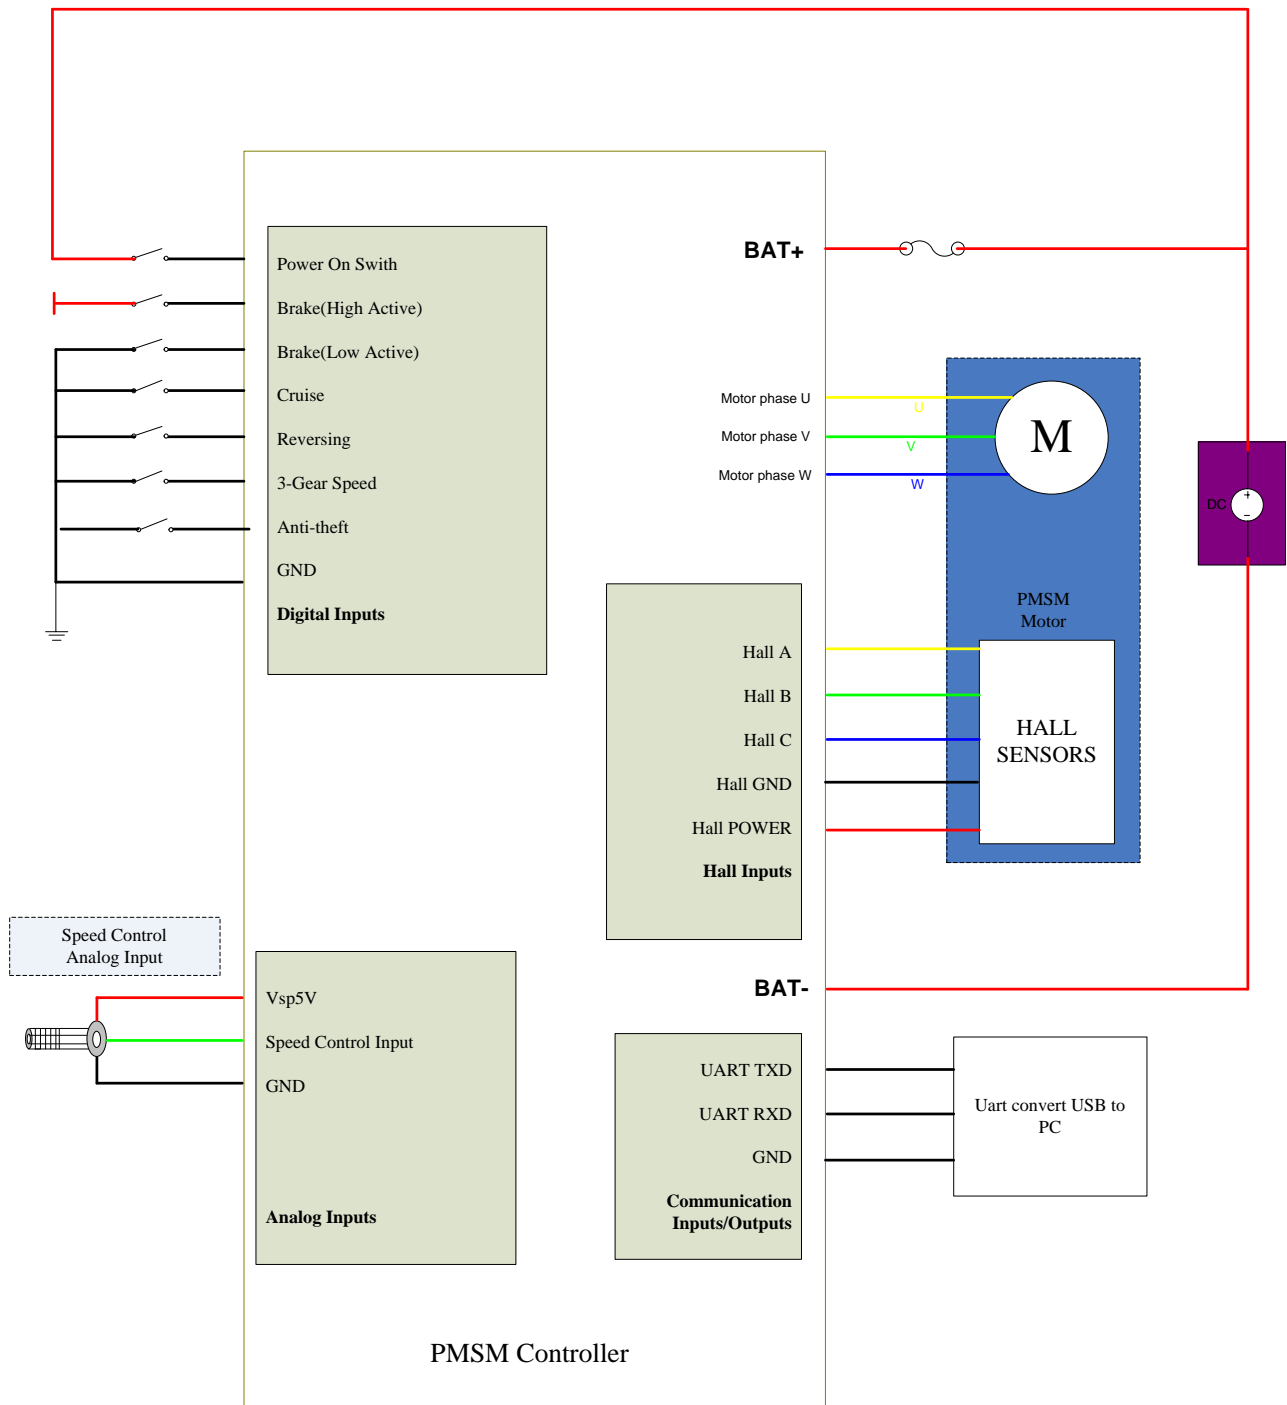 Power On Swith
Brake(High Active)
Brake(Low Active)
Cruise
Reversing
3-Gear Speed
Anti-theft
GND
Digital Inputs
BAT+
Motor phase U
Motor phase V
Motor phase W
U
V
W
M
DC
PMSM
Motor
Hall A
Hall B
Hall C
Hall GND
Hall POWER
Hall Inputs
HALL
SENSORS
Speed Control
Analog Input
Vsp5V
Speed Control Input
GND
Analog Inputs
BAT-
UART TXD
UART RXD
GND
Communication
Inputs/Outputs
Uart convert USB to
PC
PMSM Controller